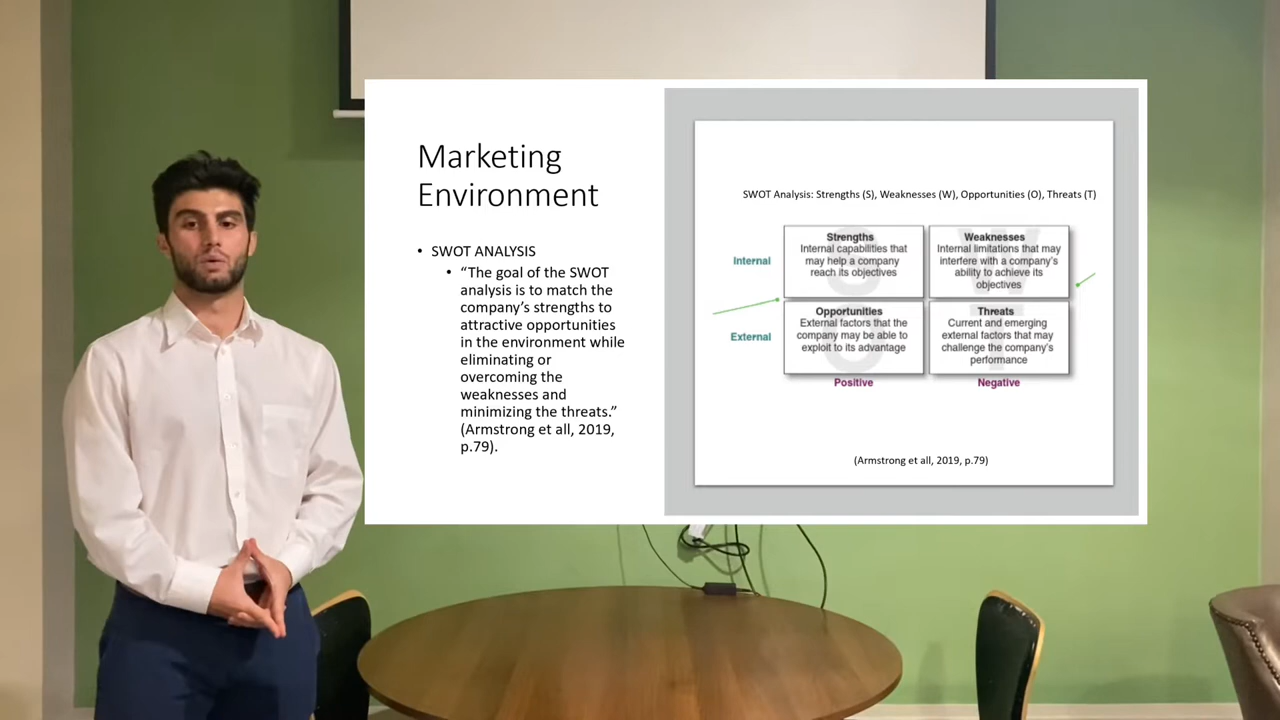 Marketing
Environment
• SWOT ANALYSIS
• “The goal of the SWOT
analysis is to match the
company’s strengths to
attractive opportunities
in the environment while
eliminating or
overcoming the
weaknesses and
minimizing the threats.”
(Armstrong et all, 2019,
p.79).
SWOT Analysis: Strengths (S), Weaknesses (W), Opportunities (O), Threats (T)
Internal
Strengths
Internal capabilities that
may help a company
reach its objectives
Weaknesses
Internal limitations that may
interfere with a company's
ability to achieve its
objectives
External
Opportunities
External factors that the
company may be able to
exploit to its advantage
Threats
Current and emerging
external factors that may
challenge the company's
performance
Positive
Negative
(Armstrong et all, 2019, p.79)